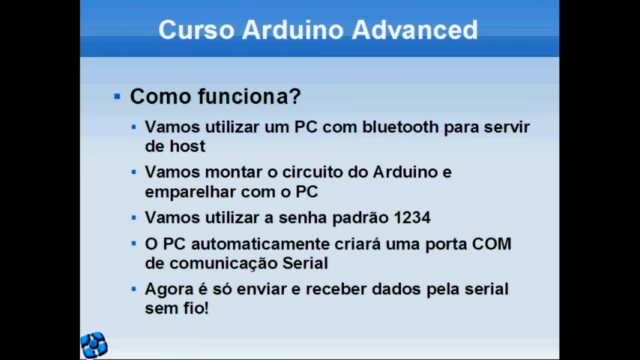 Curso Arduino Advanced
Como funciona?
Vamos utilizar um PC com bluetooth para servir
de host
Vamos montar o circuito do Arduino e
emparelhar com o PC
Vamos utilizar a senha padrão 1234
O PC automaticamente criará uma porta COM
de comunicação Serial
Agora é só enviar e receber dados pela serial
sem fio!